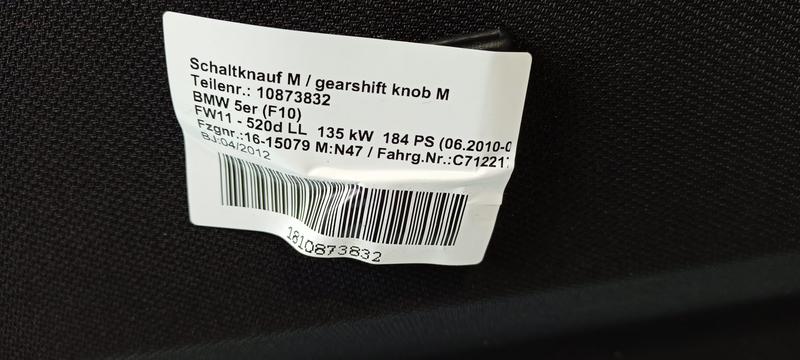 Schaltknauf M / gearshift knob M
Teilenr.: 10873832
BMW 5er (F10)
FW11 - 520d LL 135 kW 184 PS (06.2010-0
Fzgnr.:16-15079 M:N47 / Fahrg.Nr.:C71221
BJ:04/2012
1810873832